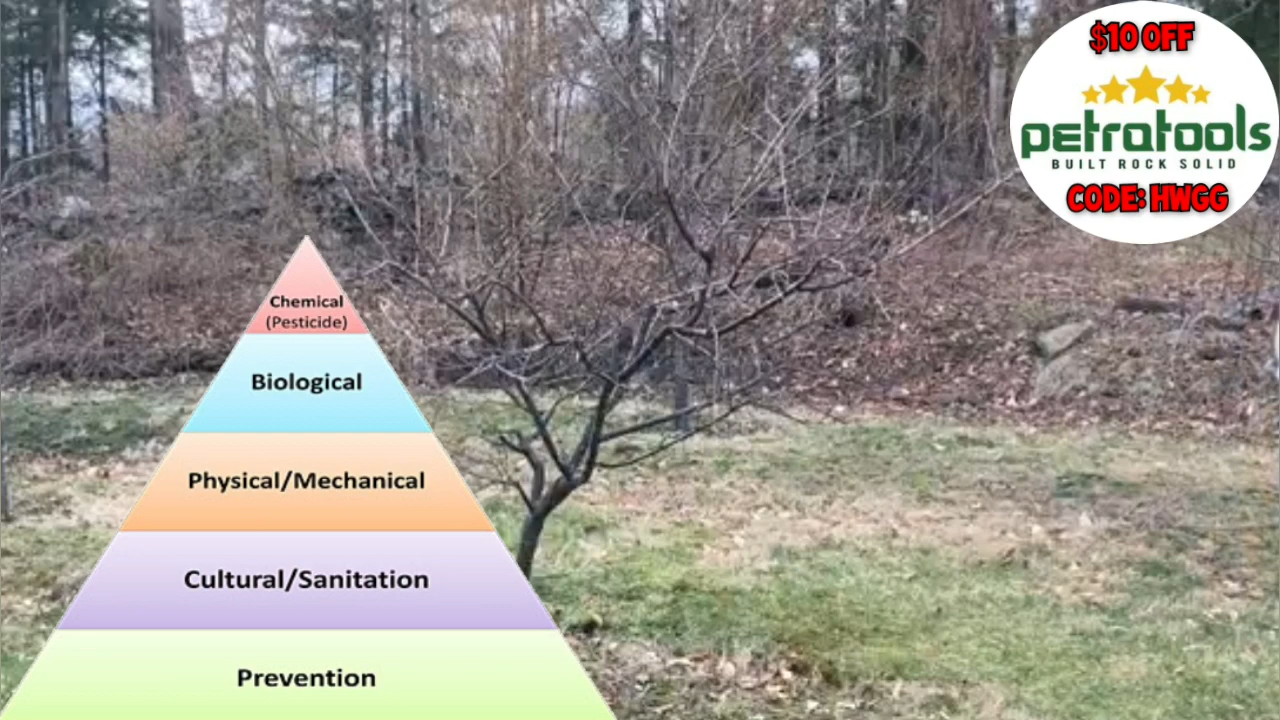 $10 OFF
petratools
BUILT ROCK SOLID
CODE: HWGG
Chemical
(Pesticide)
Biological
Physical/Mechanical
Cultural/Sanitation
Prevention